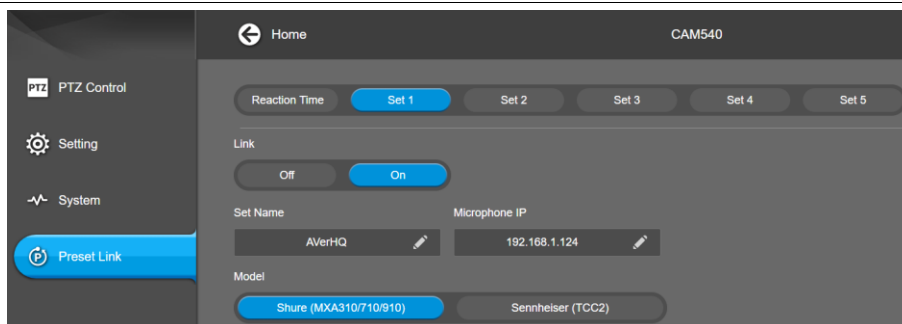 Home CAM540
PTZ PTZ Control
Reaction Time Set 1 Set 2 Set 3 Set 4 Set 5
Setting
Link
Off On
System
Set Name Microphone IP
AVerHQ 192.168.1.124
P Preset Link
Model
Shure (MXA310/710/910) Sennheiser (TCC2)